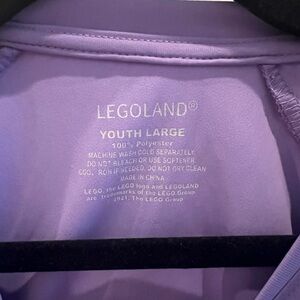 LEGOLAND®
YOUTH LARGE
100% Polyester
MACHINE WASH COLD SEPARATELY
DO NOT BLEACH OR USE SOFTENER
COOL IRON IF NEEDED, DO NOT DRY CLEAN
MADE IN CHINA
LEGO, the LEGO logo and LEGOLAND
are trademarks of the LEGO Group
2021, The LEGO Group